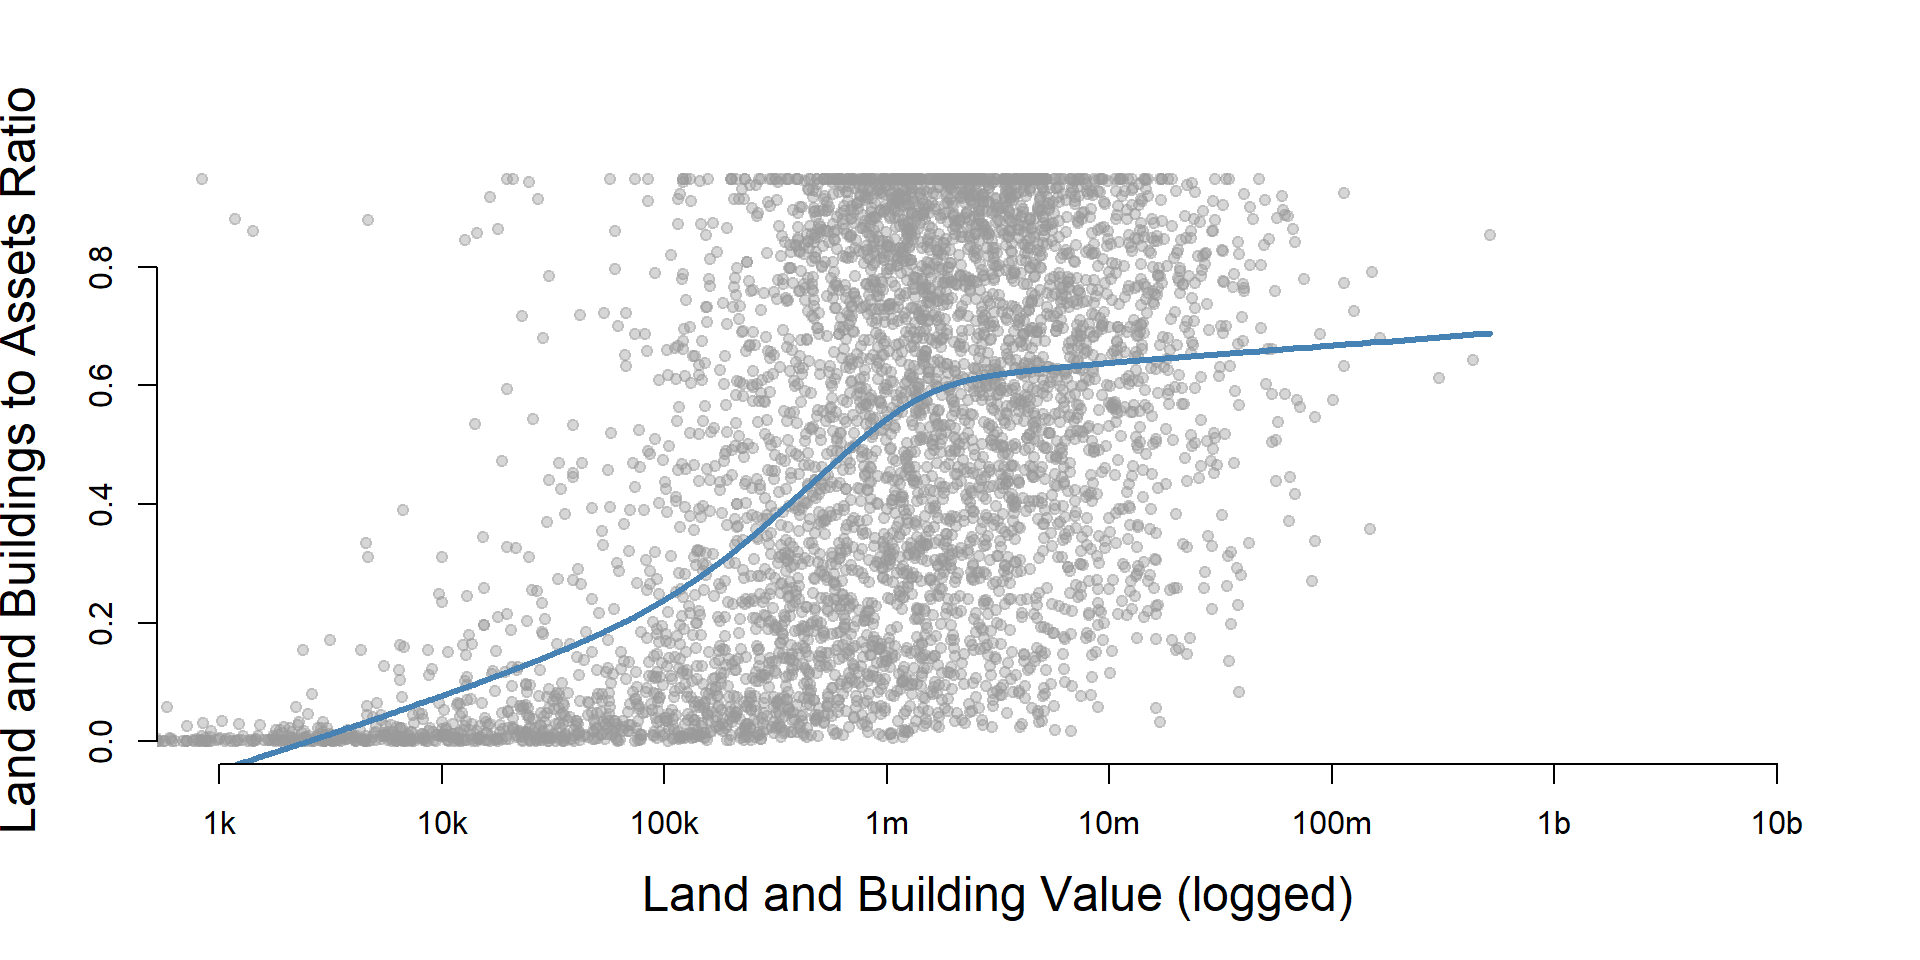 Land and Buildings to Assets Ratio
0.8
0.6
0.4
0.2
0.0
1k 10k 100k 1m 10m 100m 1b 10b
Land and Building Value (logged)